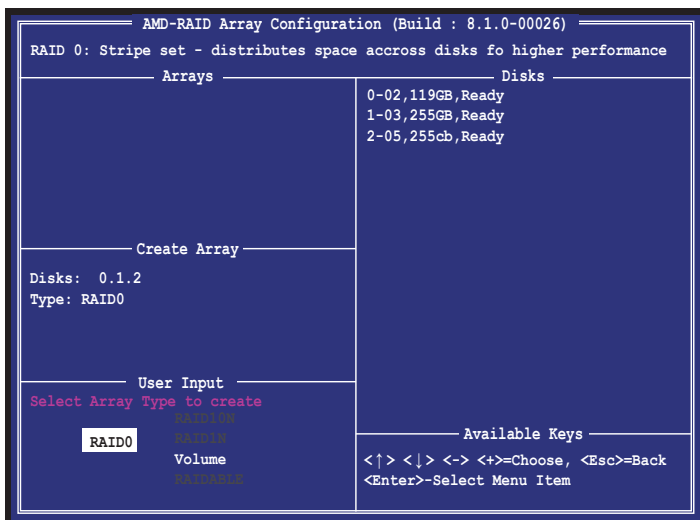 AMD-RAID Array Configuration (Build : 8.1.0-00026)
RAID 0: Stripe set - distributes space accross disks fo higher performance
Arrays
Disks
0-02,119GB,Ready
1-03,255GB,Ready
2-05,255cb,Ready
Create Array
Disks: 0.1.2
Type: RAID0
User Input
Select Array Type to create
RAID10N
RAID0 RAID1N
Volume
RAIDABLE
Available Keys
<↑> <↓> <-> <+>=Choose, <Esc>=Back
<Enter>-Select Menu Item